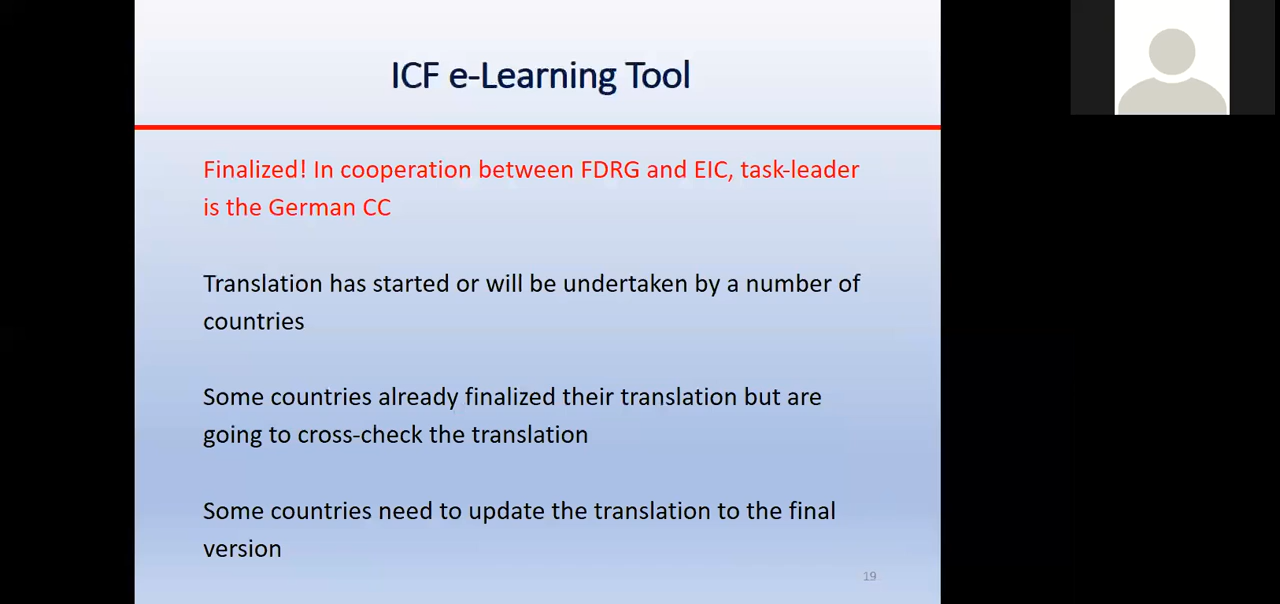 ICF e-Learning Tool
Finalized! In cooperation between FDRG and EIC, task-leader
is the German CC
Translation has started or will be undertaken by a number of
countries
Some countries already finalized their translation but are
going to cross-check the translation
Some countries need to update the translation to the final
version
19